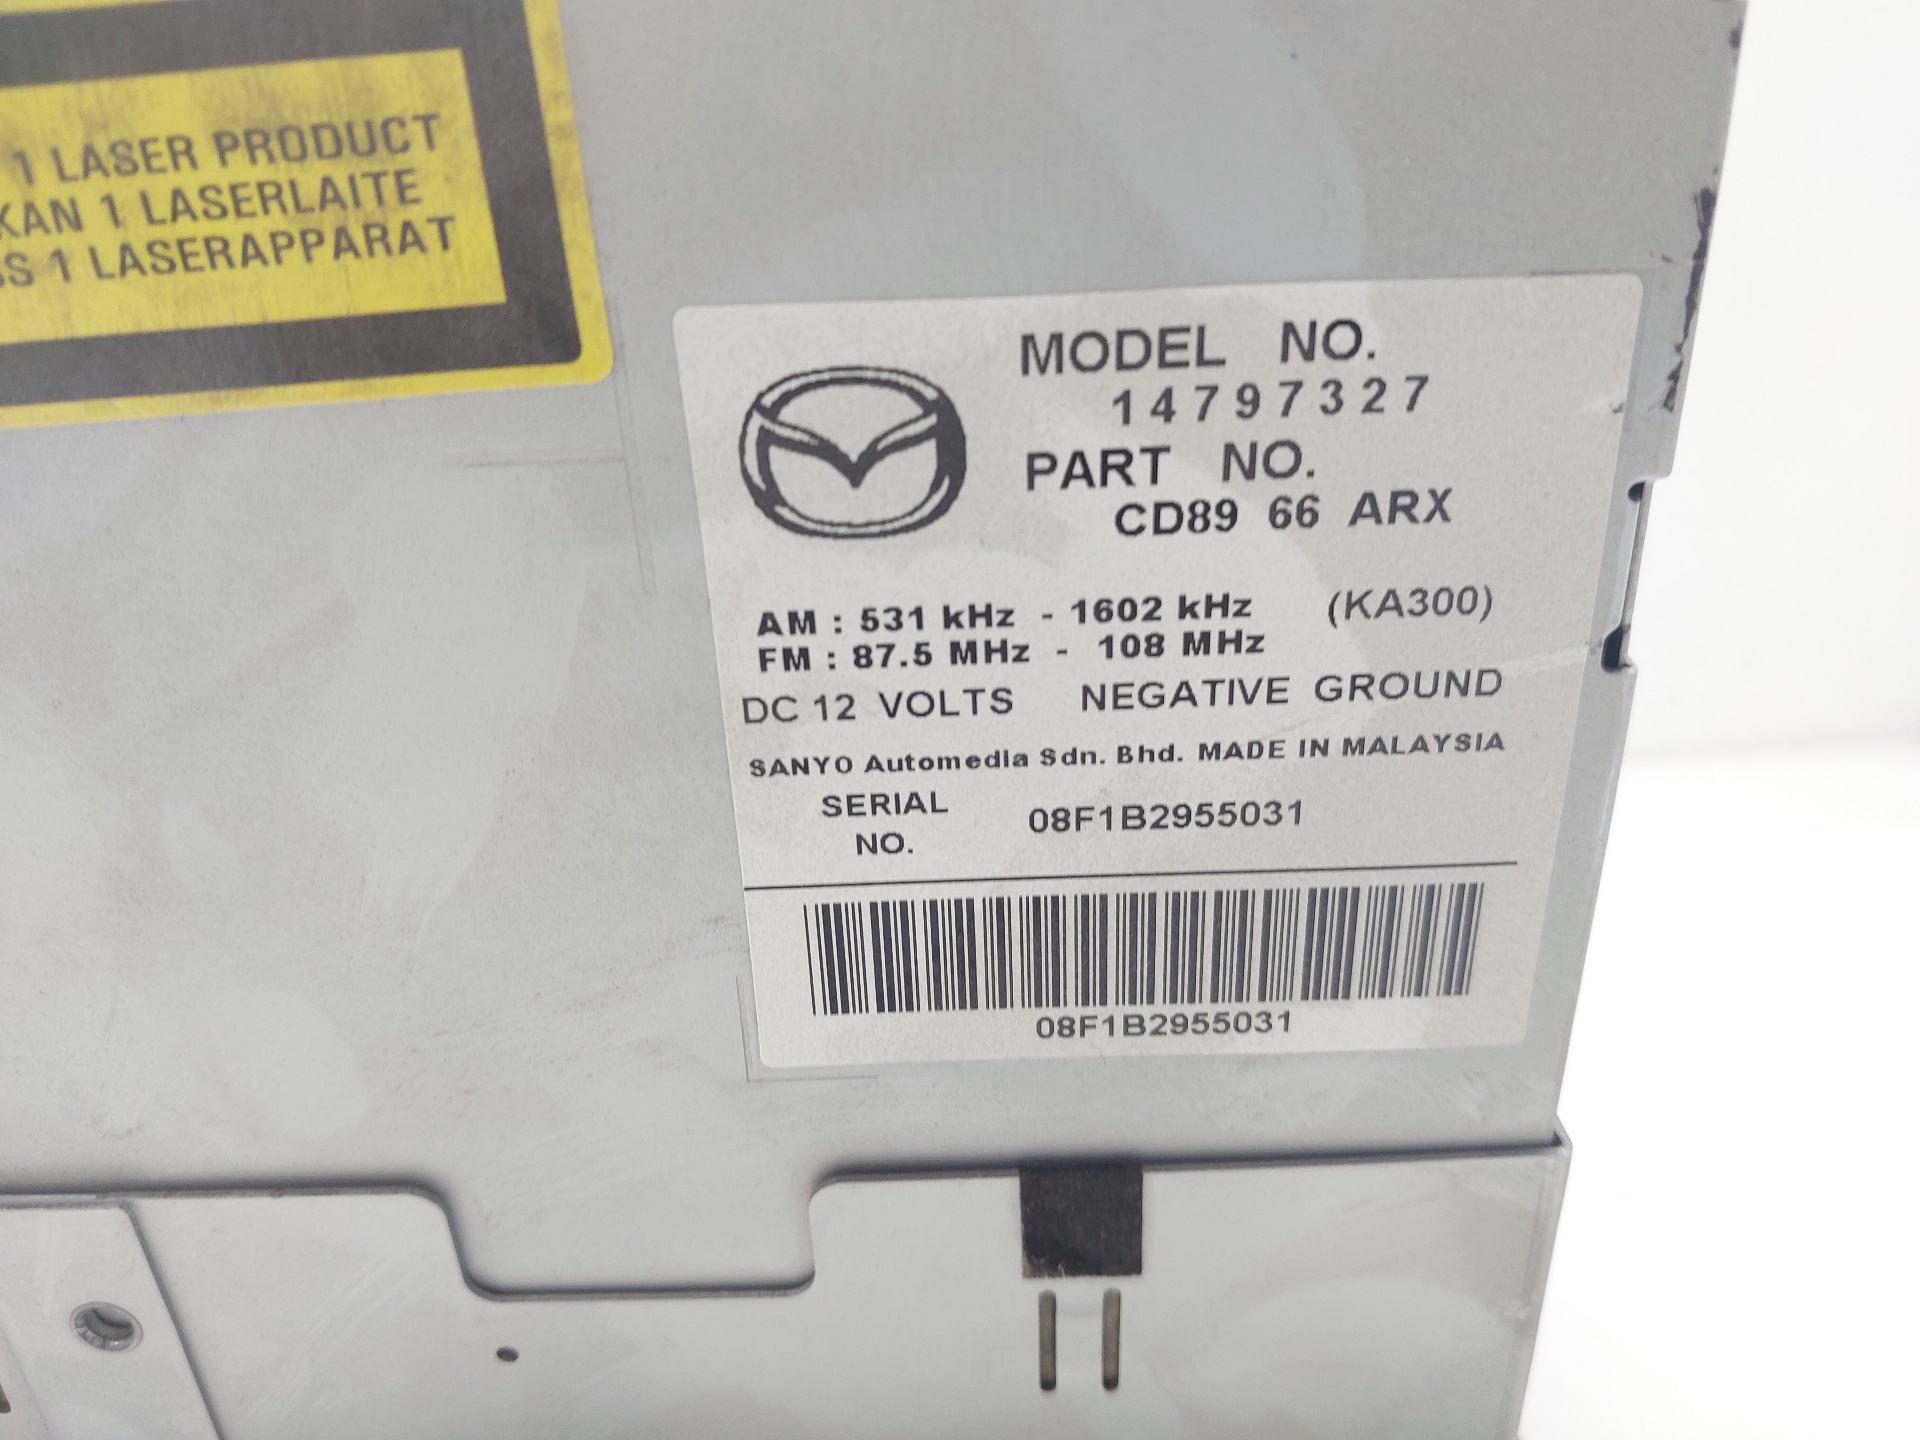 1 LASER PRODUCT
1 LASERLAITE
1 LASERAPPARAT
MODEL NO.
14797327
PART NO.
CD89 66 ARX
AM : 531 kHz - 1602 kHz (KA300)
FM : 87.5 MHz - 108 MHz
DC 12 VOLTS NEGATIVE GROUND
SANYO Automedia Sdn. Bhd. MADE IN MALAYSIA
SERIAL NO. 08F1B2955031
08F1B2955031